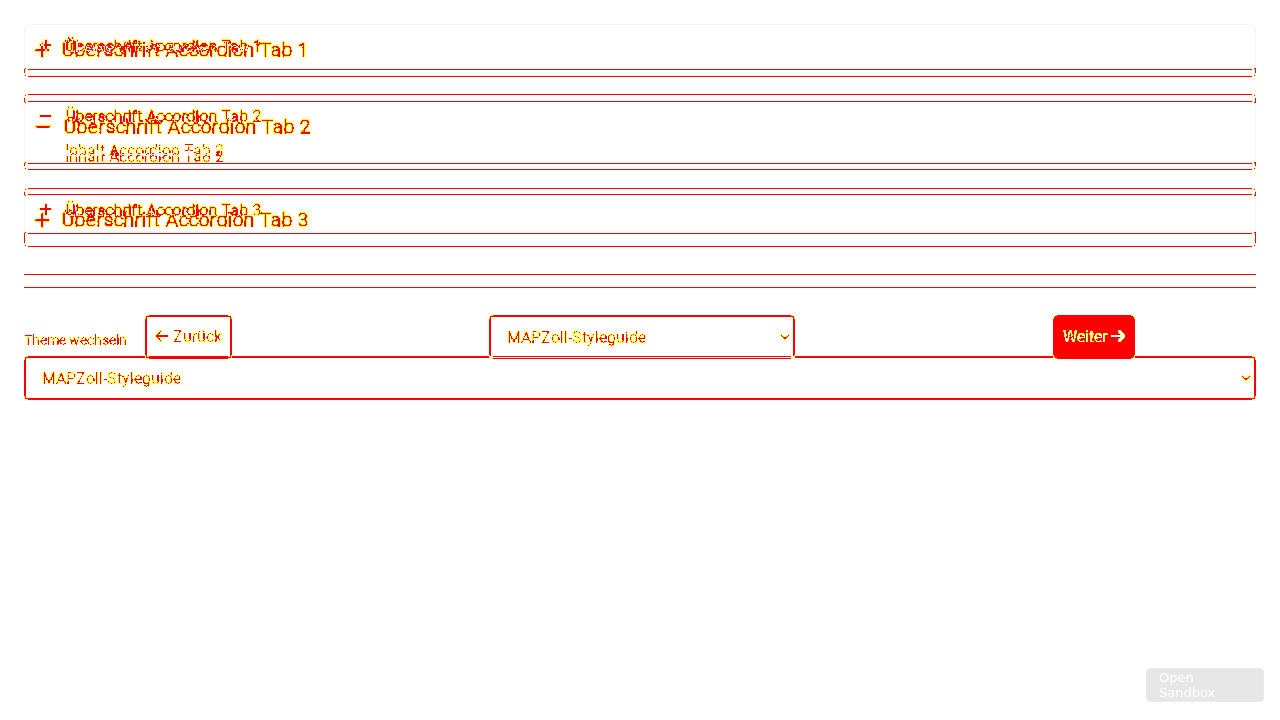 + Überschrift Accordion Tab 1
+ Überschrift Accordion Tab 1
− Überschrift Accordion Tab 2
− Überschrift Accordion Tab 2
Inhalt Accordion Tab 2
Inhalt Accordion Tab 2
+ Überschrift Accordion Tab 3
+ Überschrift Accordion Tab 3
Theme wechseln
← Zurück
MAPZoll-Styleguide
Weiter →
MAPZoll-Styleguide
Open
Sandbox